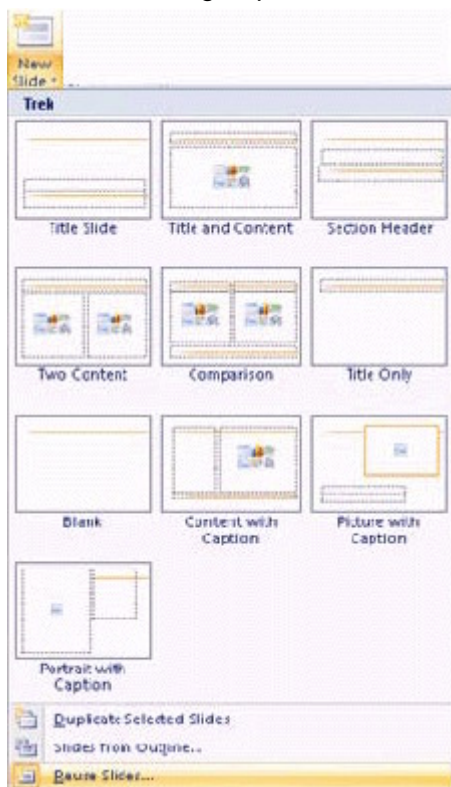 New
Slide
Trek
Title Slide
Title and Content
Section Header
Two Content
Comparison
Title Only
Blank
Content with
Caption
Picture with
Caption
Portrait with
Caption
Duplicate Selected Slides
Slides from Outline...
Reuse Slides...